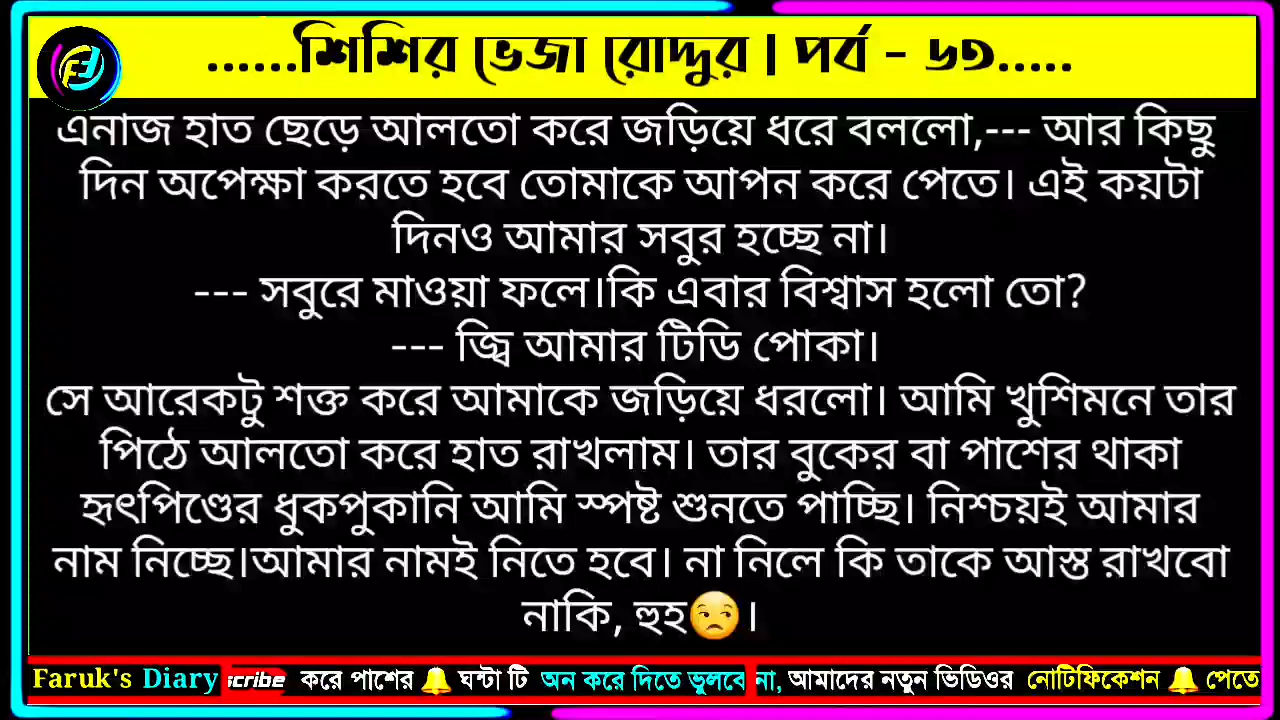 ......শিশির ভেজা রোদ্দুর | পর্ব - ৬৩.....
এনাজ হাত ছেড়ে আলতো করে জড়িয়ে ধরে বললো,--- আর কিছু
দিন অপেক্ষা করতে হবে তোমাকে আপন করে পেতে। এই কয়টা
দিনও আমার সবুর হচ্ছে না।
--- সবুরে মাওয়া ফলে।কি এবার বিশ্বাস হলো তো?
--- জ্বি আমার টিডি পোকা।
সে আরেকটু শক্ত করে আমাকে জড়িয়ে ধরলো। আমি খুশিমনে তার
পিঠে আলতো করে হাত রাখলাম। তার বুকের বা পাশের থাকা
হৃৎপিণ্ডের ধুকপুকানি আমি স্পষ্ট শুনতে পাচ্ছি। নিশ্চয়ই আমার
নাম নিচ্ছে।আমার নামই নিতে হবে। না নিলে কি তাকে আস্ত রাখবো
নাকি, হুহ😒।
Faruk's Diary cribe করে পাশের 🔔 ঘন্টা টি অন করে দিতে ভুলবে না, আমাদের নতুন ভিডিওর নোটিফিকেশন 🔔 পেতে